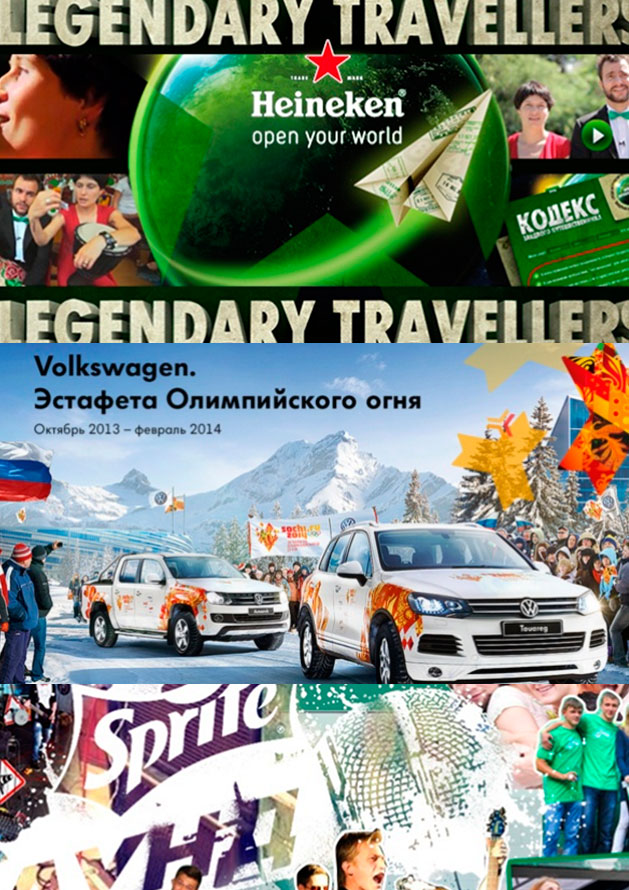 LEGENDARY TRAVELLERS
TRADE MARK
Heineken®
open your world
КОДЕКС
LEGENDARY TRAVELLERS
Volkswagen.
Эстафета Олимпийского огня
Октябрь 2013 – февраль 2014
sochi.ru
2014
Touareg
Sprite